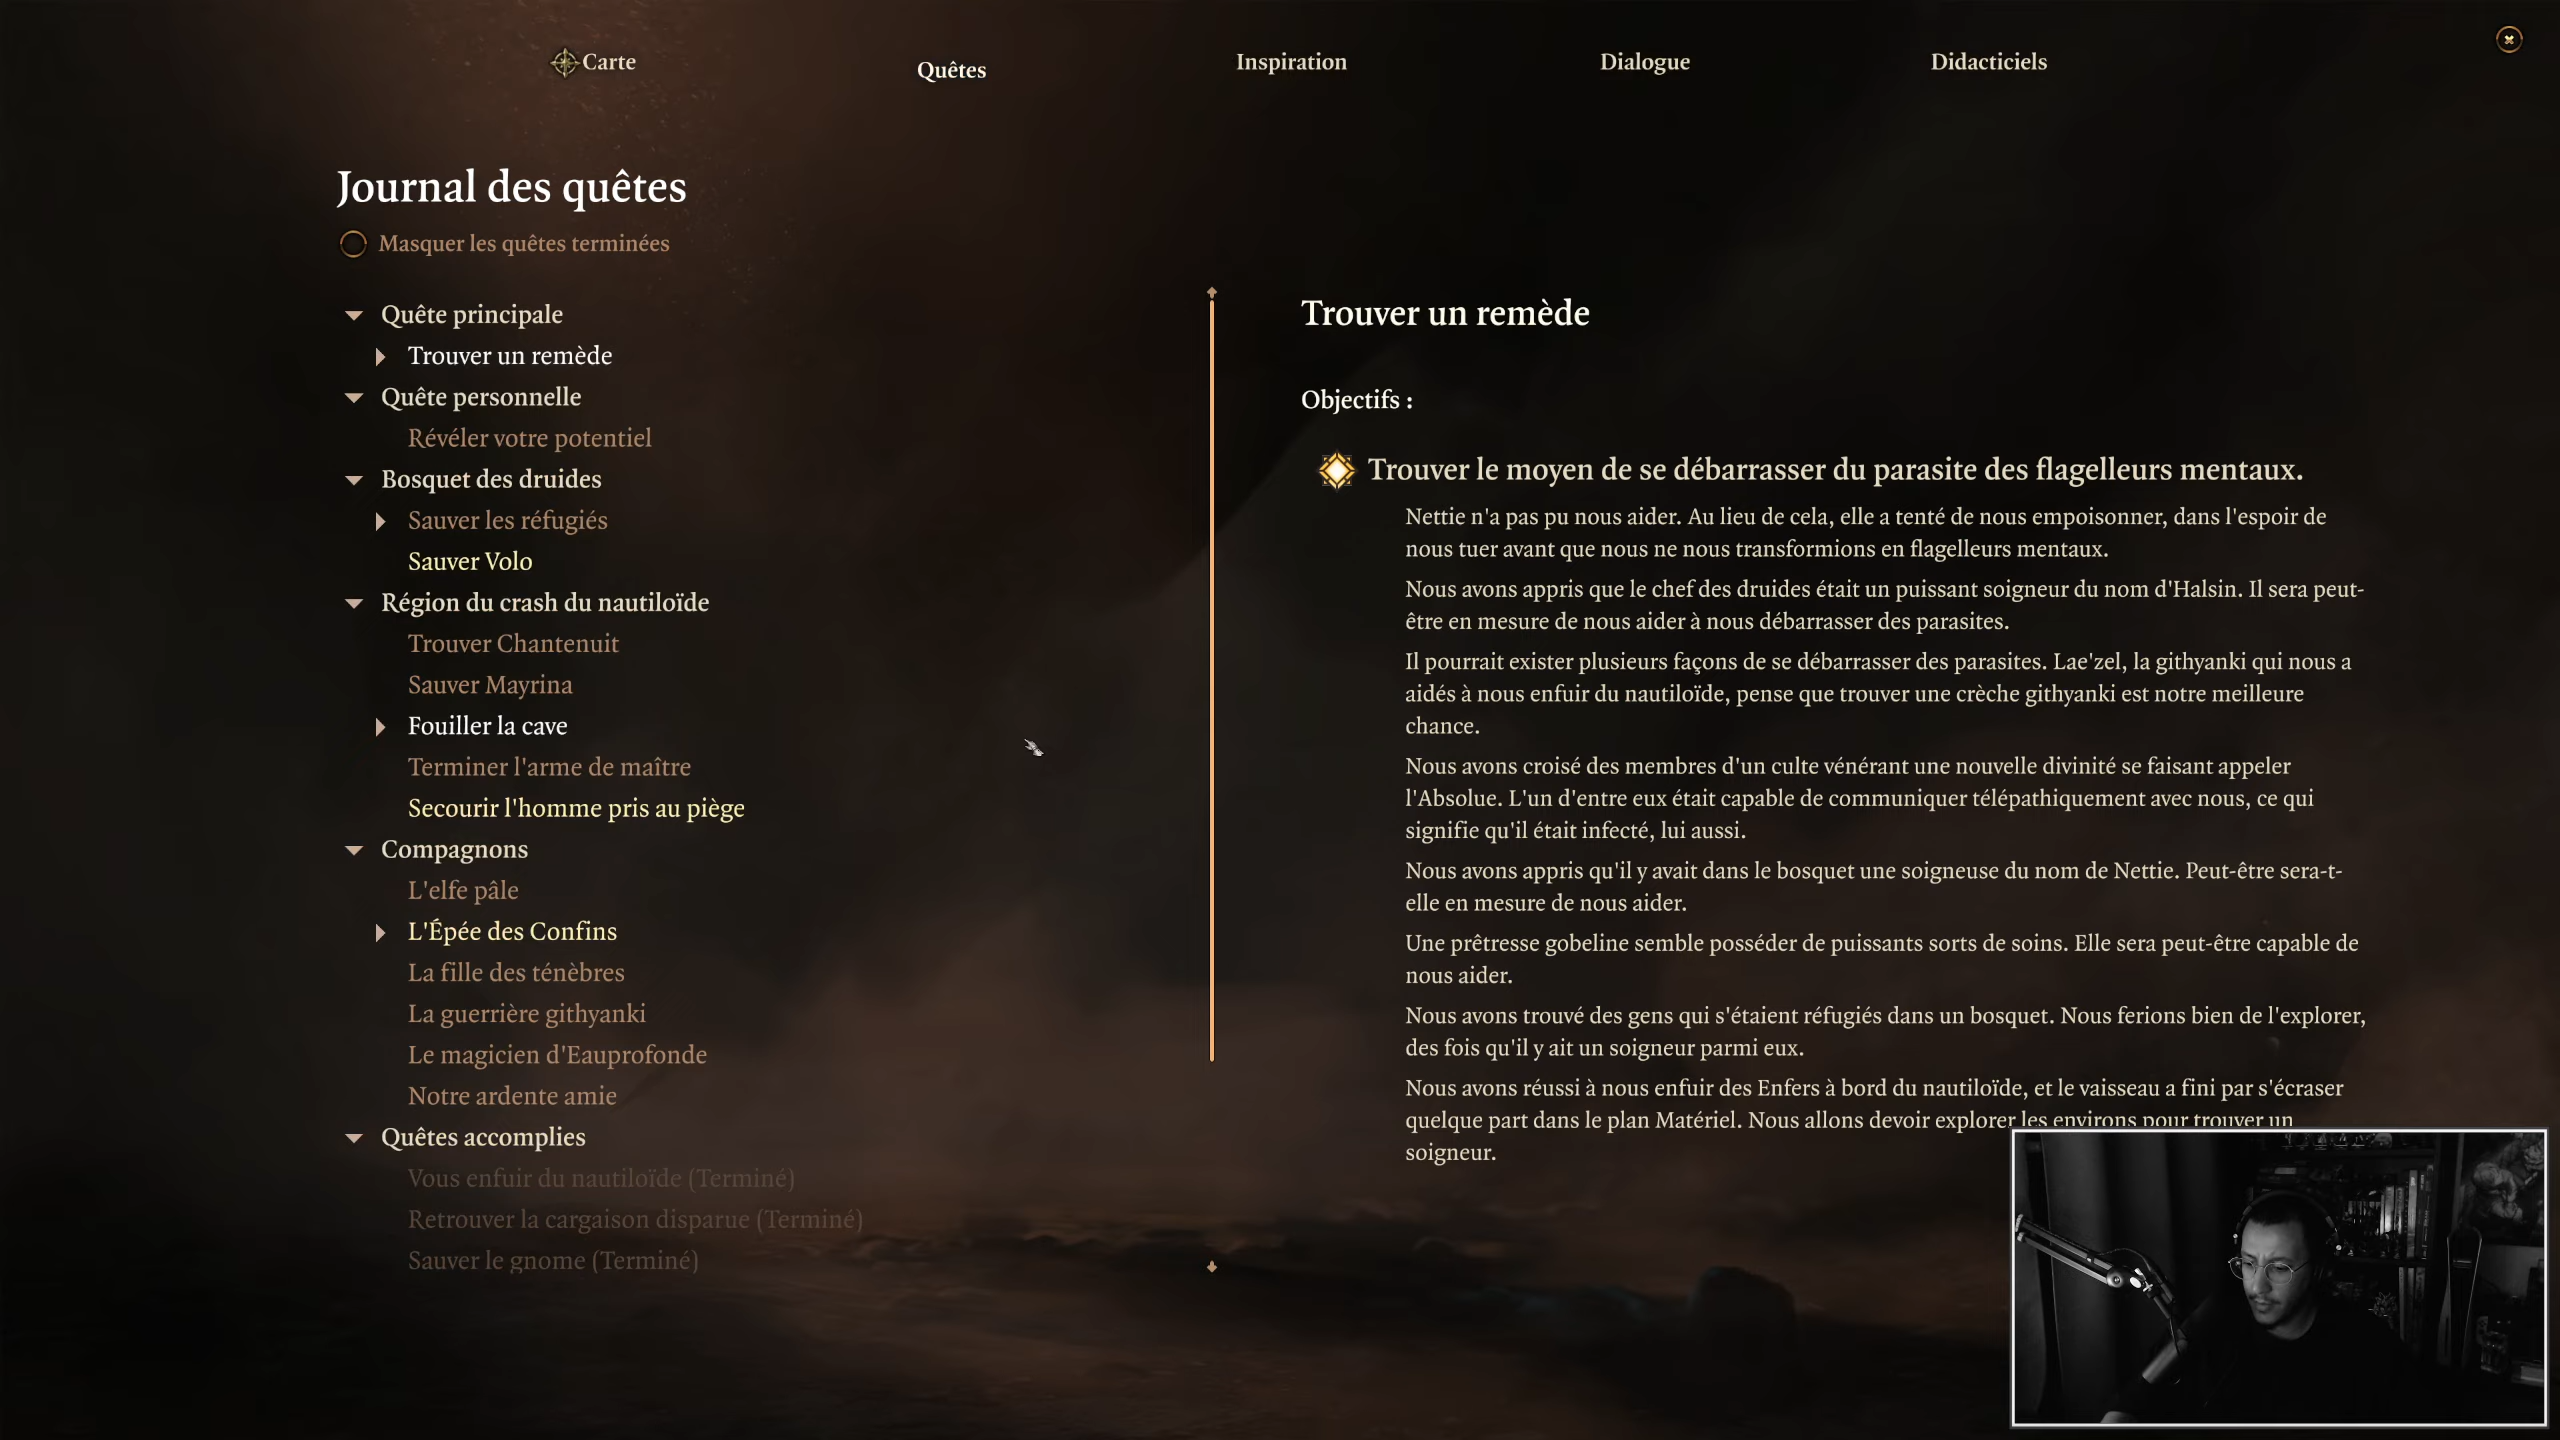 Carte
Quêtes
Inspiration
Dialogue
Didacticiels
Journal des quêtes
Masquer les quêtes terminées
Quête principale
Trouver un remède
Quête personnelle
Révéler votre potentiel
Bosquet des druides
Sauver les réfugiés
Sauver Volo
Région du crash du nautiloïde
Trouver Chantenuit
Sauver Mayrina
Fouiller la cave
Terminer l'arme de maître
Secourir l'homme pris au piège
Compagnons
L'elfe pâle
L'Épée des Confins
La fille des ténèbres
La guerrière githyanki
Le magicien d'Eauprofonde
Notre ardente amie
Quêtes accomplies
Vous enfuir du nautiloïde (Terminé)
Retrouver la cargaison disparue (Terminé)
Sauver le gnome (Terminé)
Trouver un remède
Objectifs :
Trouver le moyen de se débarrasser du parasite des flagelleurs mentaux.
Nettie n'a pas pu nous aider. Au lieu de cela, elle a tenté de nous empoisonner, dans l'espoir de
nous tuer avant que nous ne nous transformions en flagelleurs mentaux.
Nous avons appris que le chef des druides était un puissant soigneur du nom d'Halsin. Il sera peut-
être en mesure de nous aider à nous débarrasser des parasites.
Il pourrait exister plusieurs façons de se débarrasser des parasites. Lae'zel, la githyanki qui nous a
aidés à nous enfuir du nautiloïde, pense que trouver une crèche githyanki est notre meilleure
chance.
Nous avons croisé des membres d'un culte vénérant une nouvelle divinité se faisant appeler
l'Absolue. L'un d'entre eux était capable de communiquer télépathiquement avec nous, ce qui
signifie qu'il était infecté, lui aussi.
Nous avons appris qu'il y avait dans le bosquet une soigneuse du nom de Nettie. Peut-être sera-t-
elle en mesure de nous aider.
Une prêtresse gobeline semble posséder de puissants sorts de soins. Elle sera peut-être capable de
nous aider.
Nous avons trouvé des gens qui s'étaient réfugiés dans un bosquet. Nous ferions bien de l'explorer,
des fois qu'il y ait un soigneur parmi eux.
Nous avons réussi à nous enfuir des Enfers à bord du nautiloïde, et le vaisseau a fini par s'écraser
quelque part dans le plan Matériel. Nous allons devoir explorer les environs pour trouver un
soigneur.